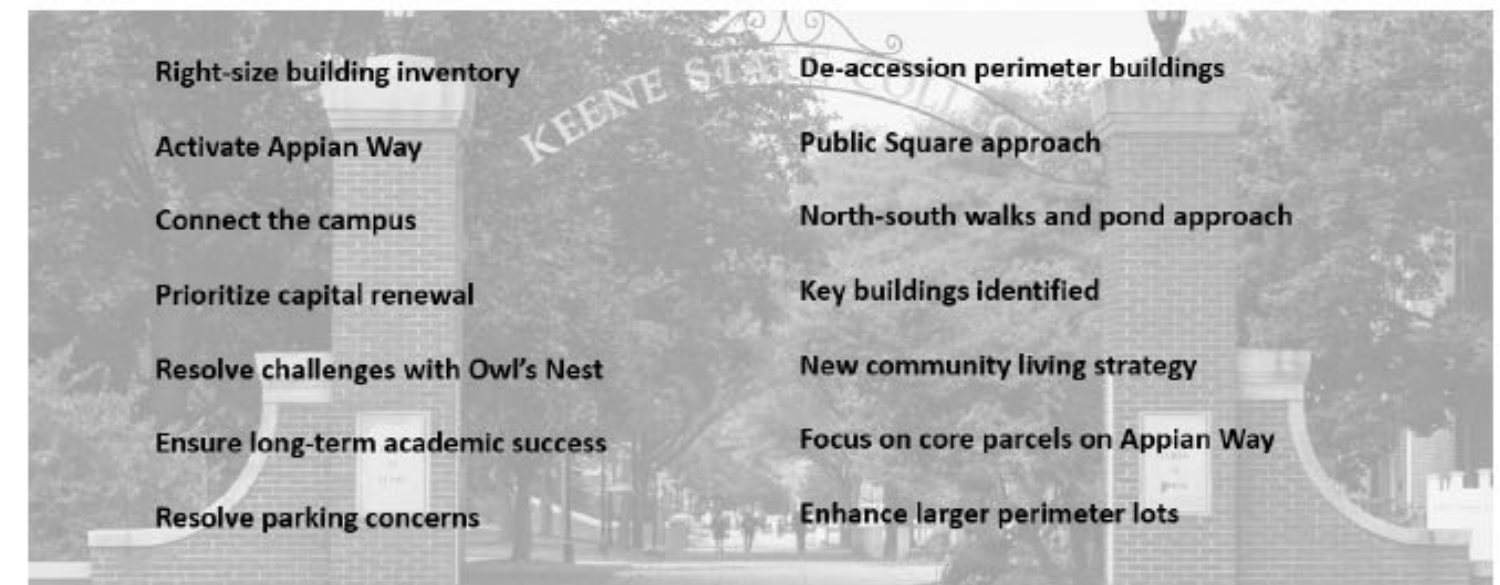 KEENE STATE COLLEGE
Right-size building inventory
De-accession perimeter buildings
Activate Appian Way
Public Square approach
Connect the campus
North-south walks and pond approach
Prioritize capital renewal
Key buildings identified
Resolve challenges with Owl's Nest
New community living strategy
Ensure long-term academic success
Focus on core parcels on Appian Way
Resolve parking concerns
Enhance larger perimeter lots